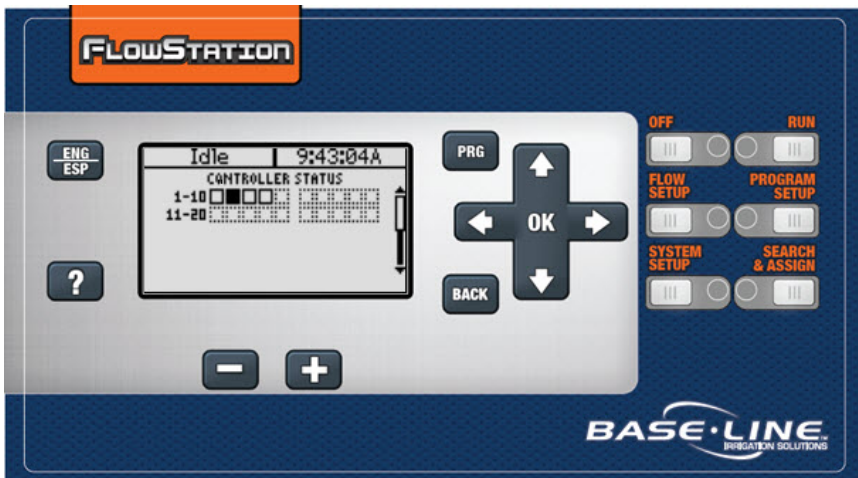 FLOWSTATION
ENG
ESP
?
Idle 9:43:04A
CONTROLLER STATUS
1-10
11-20
PRG
OK
BACK
OFF RUN
FLOW SETUP
PROGRAM SETUP
SYSTEM SETUP
SEARCH & ASSIGN
BASE·LINE
IRRIGATION SOLUTIONS